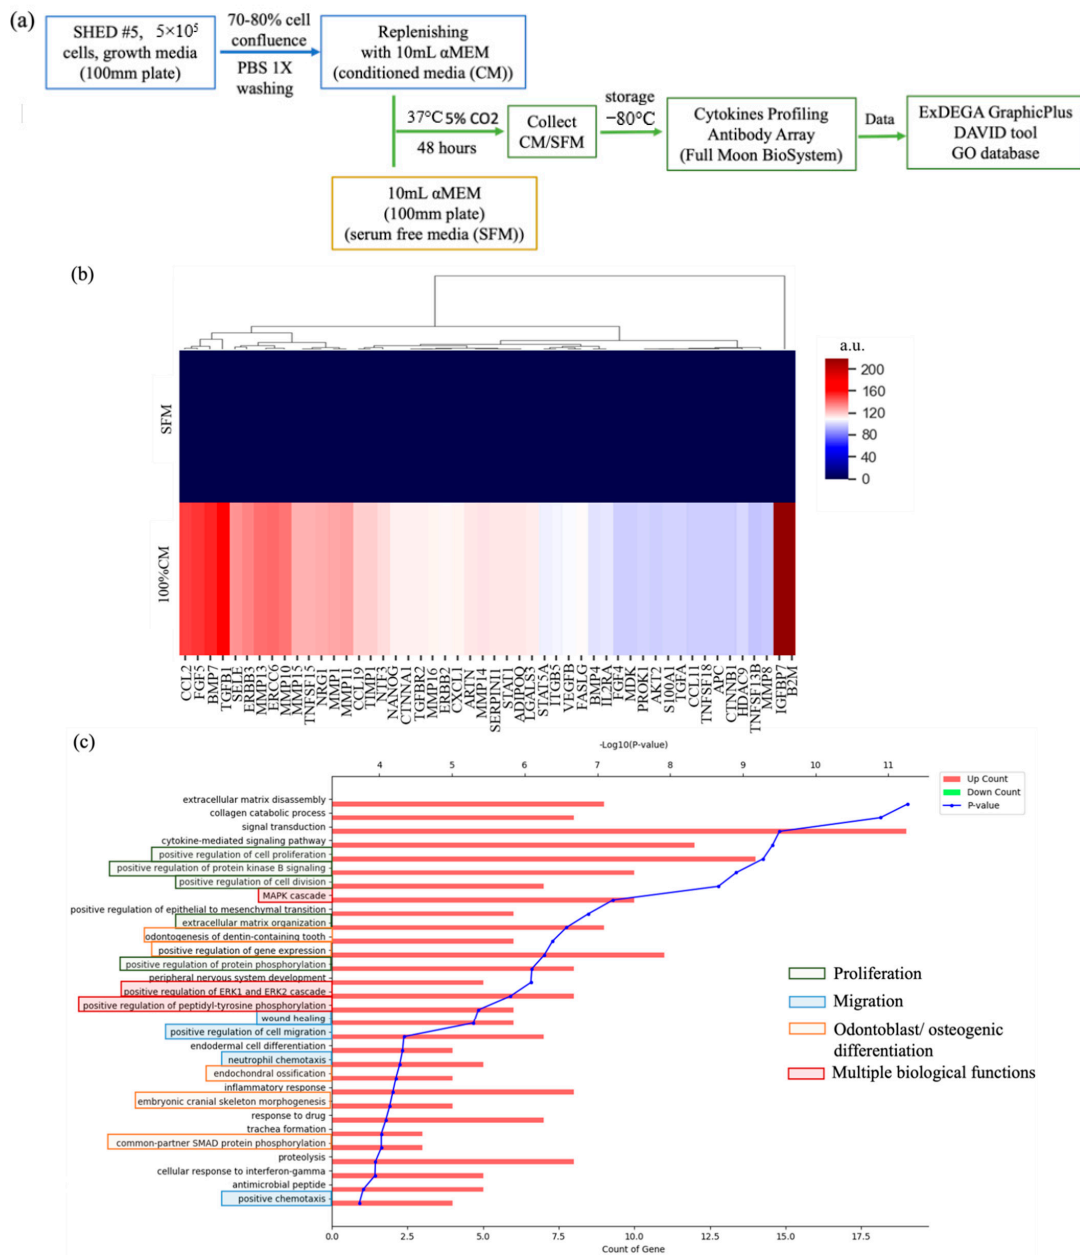 (a)
SHED #5, 5×10⁵
cells, growth media
(100mm plate)
70-80% cell
confluence
PBS 1X
washing
Replenishing
with 10mL αMEM
(conditioned media (CM))
37°C 5% CO2
48 hours
Collect
CM/SFM
storage
−80°C
Cytokines Profiling
Antibody Array
(Full Moon BioSystem)
Data
ExDEGA GraphicPlus
DAVID tool
GO database
10mL αMEM
(100mm plate)
(serum free media (SFM))
(b)
SFM
100%CM
a.u.
200
160
120
80
40
0
CCL2
FGF5
BMP7
TGFB1
SELE
ERBB3
MMP13
ERCC6
MMP10
MMP15
TNFSF15
NRG1
MMP1
MMP11
CCL19
TIMP1
NTF3
NANOG
CTNNA1
TGFBR2
MMP16
ERBB2
CXCL1
ARTN
MMP14
SERPINI1
STAT1
ADIPOQ
LGALS3
STAT5A
ITGB5
VEGFB
FASLG
BMP4
IL2RA
FGF4
MDK
PROK1
AKT2
S100A1
TGFA
CCL11
TNFSF18
APC
CTNNB1
HDAC9
TNFSF13B
MMP8
IGFBP7
B2M
(c)
-Log10(P-value)
4 5 6 7 8 9 10 11
Up Count
Down Count
P-value
extracellular matrix disassembly
collagen catabolic process
signal transduction
cytokine-mediated signaling pathway
positive regulation of cell proliferation
positive regulation of protein kinase B signaling
positive regulation of cell division
MAPK cascade
positive regulation of epithelial to mesenchymal transition
extracellular matrix organization
odontogenesis of dentin-containing tooth
positive regulation of gene expression
positive regulation of protein phosphorylation
peripheral nervous system development
positive regulation of ERK1 and ERK2 cascade
positive regulation of peptidyl-tyrosine phosphorylation
wound healing
positive regulation of cell migration
endodermal cell differentiation
neutrophil chemotaxis
endochondral ossification
inflammatory response
embryonic cranial skeleton morphogenesis
response to drug
trachea formation
common-partner SMAD protein phosphorylation
proteolysis
cellular response to interferon-gamma
antimicrobial peptide
positive chemotaxis
Proliferation
Migration
Odontoblast/ osteogenic
differentiation
Multiple biological functions
0.0 2.5 5.0 7.5 10.0 12.5 15.0 17.5
Count of Gene